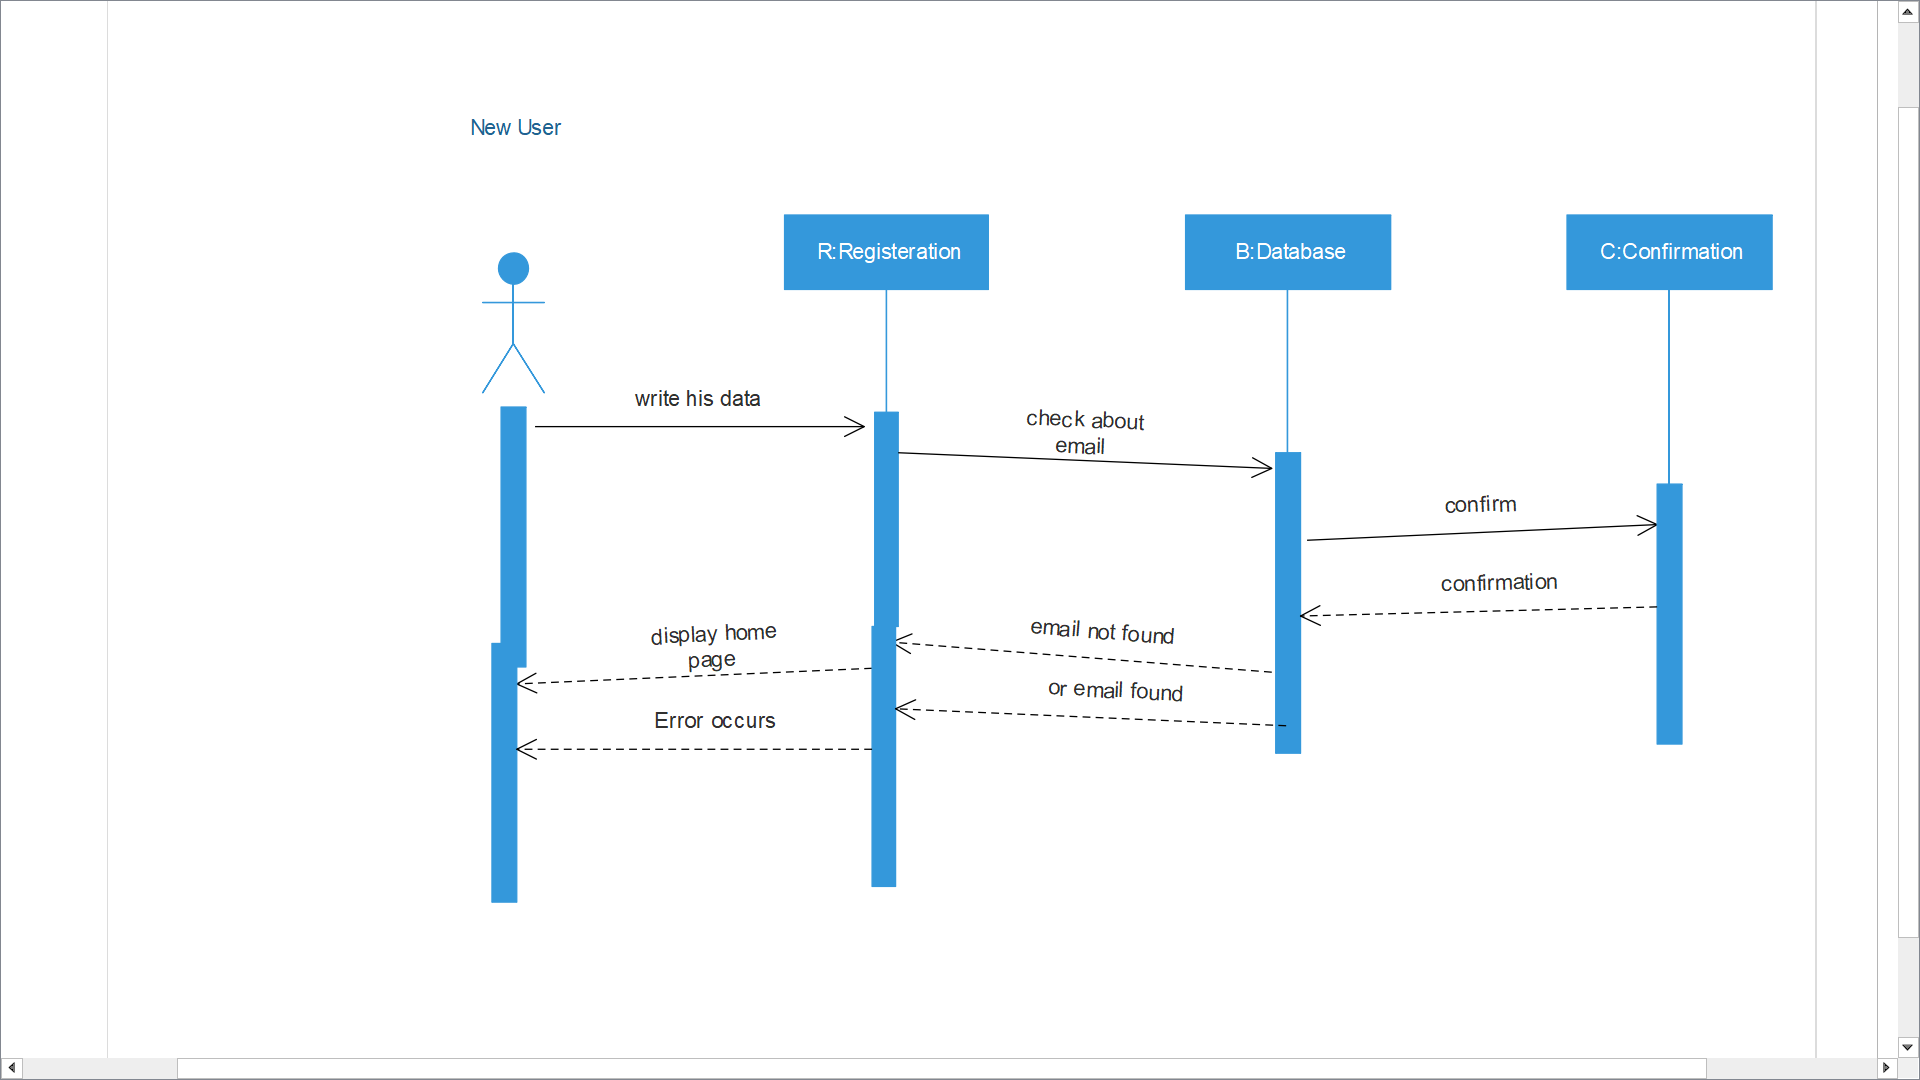 New User
R:Registeration
B:Database
C:Confirmation
write his data
check about
email
confirm
confirmation
email not found
display home
page
or email found
Error occurs